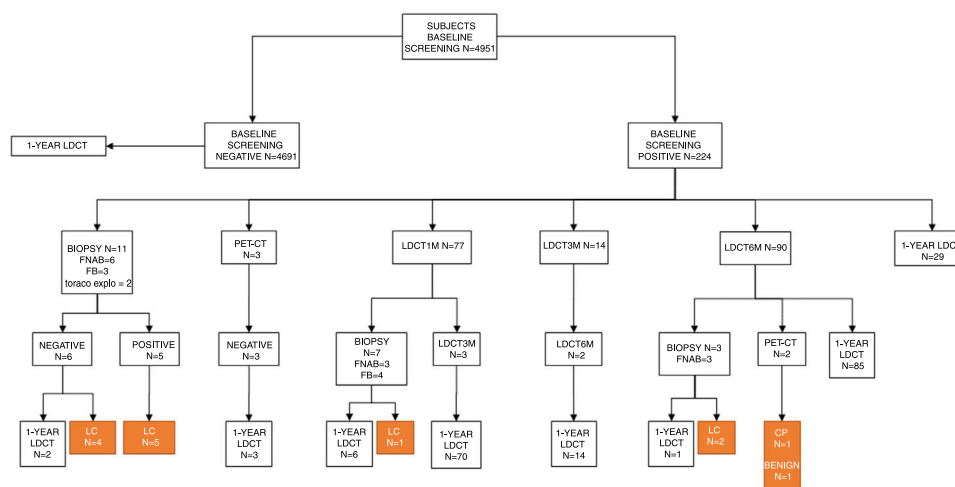 SUBJECTS
BASELINE
SCREENING N=4951
1-YEAR LDCT
BASELINE
SCREENING
NEGATIVE N=4691
BASELINE
SCREENING
POSITIVE N=224
BIOPSY N=11
FNAB=6
FB=3
toraco explo = 2
PET-CT
N=3
LDCT1M N=77
LDCT3M N=14
LDCT6M N=90
1-YEAR LDCT
N=29
NEGATIVE
N=6
POSITIVE
N=5
NEGATIVE
N=3
BIOPSY
N=7
FNAB=3
FB=4
LDCT3M
N=3
LDCT6M
N=2
BIOPSY N=3
FNAB=3
PET-CT
N=2
1-YEAR
LDCT
N=85
1-YEAR
LDCT
N=2
LC
N=4
LC
N=5
1-YEAR
LDCT
N=3
1-YEAR
LDCT
N=6
LC
N=1
1-YEAR
LDCT
N=70
1-YEAR
LDCT
N=14
1-YEAR
LDCT
N=1
LC
N=2
CP
N=1
BENIGN
N=1